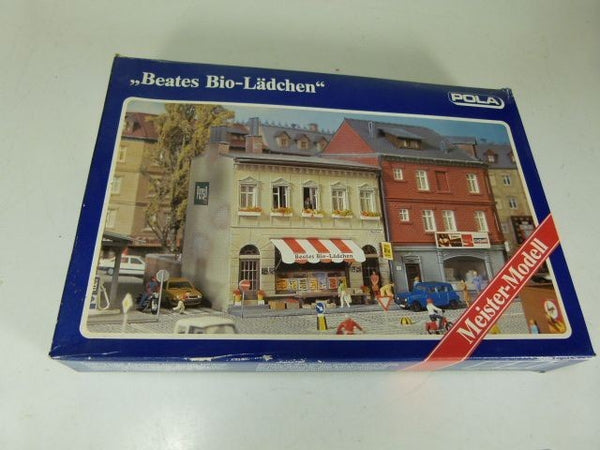 „Beates Bio-Lädchen“
POLA
Beates Bio-Lädchen
Meister-Modell